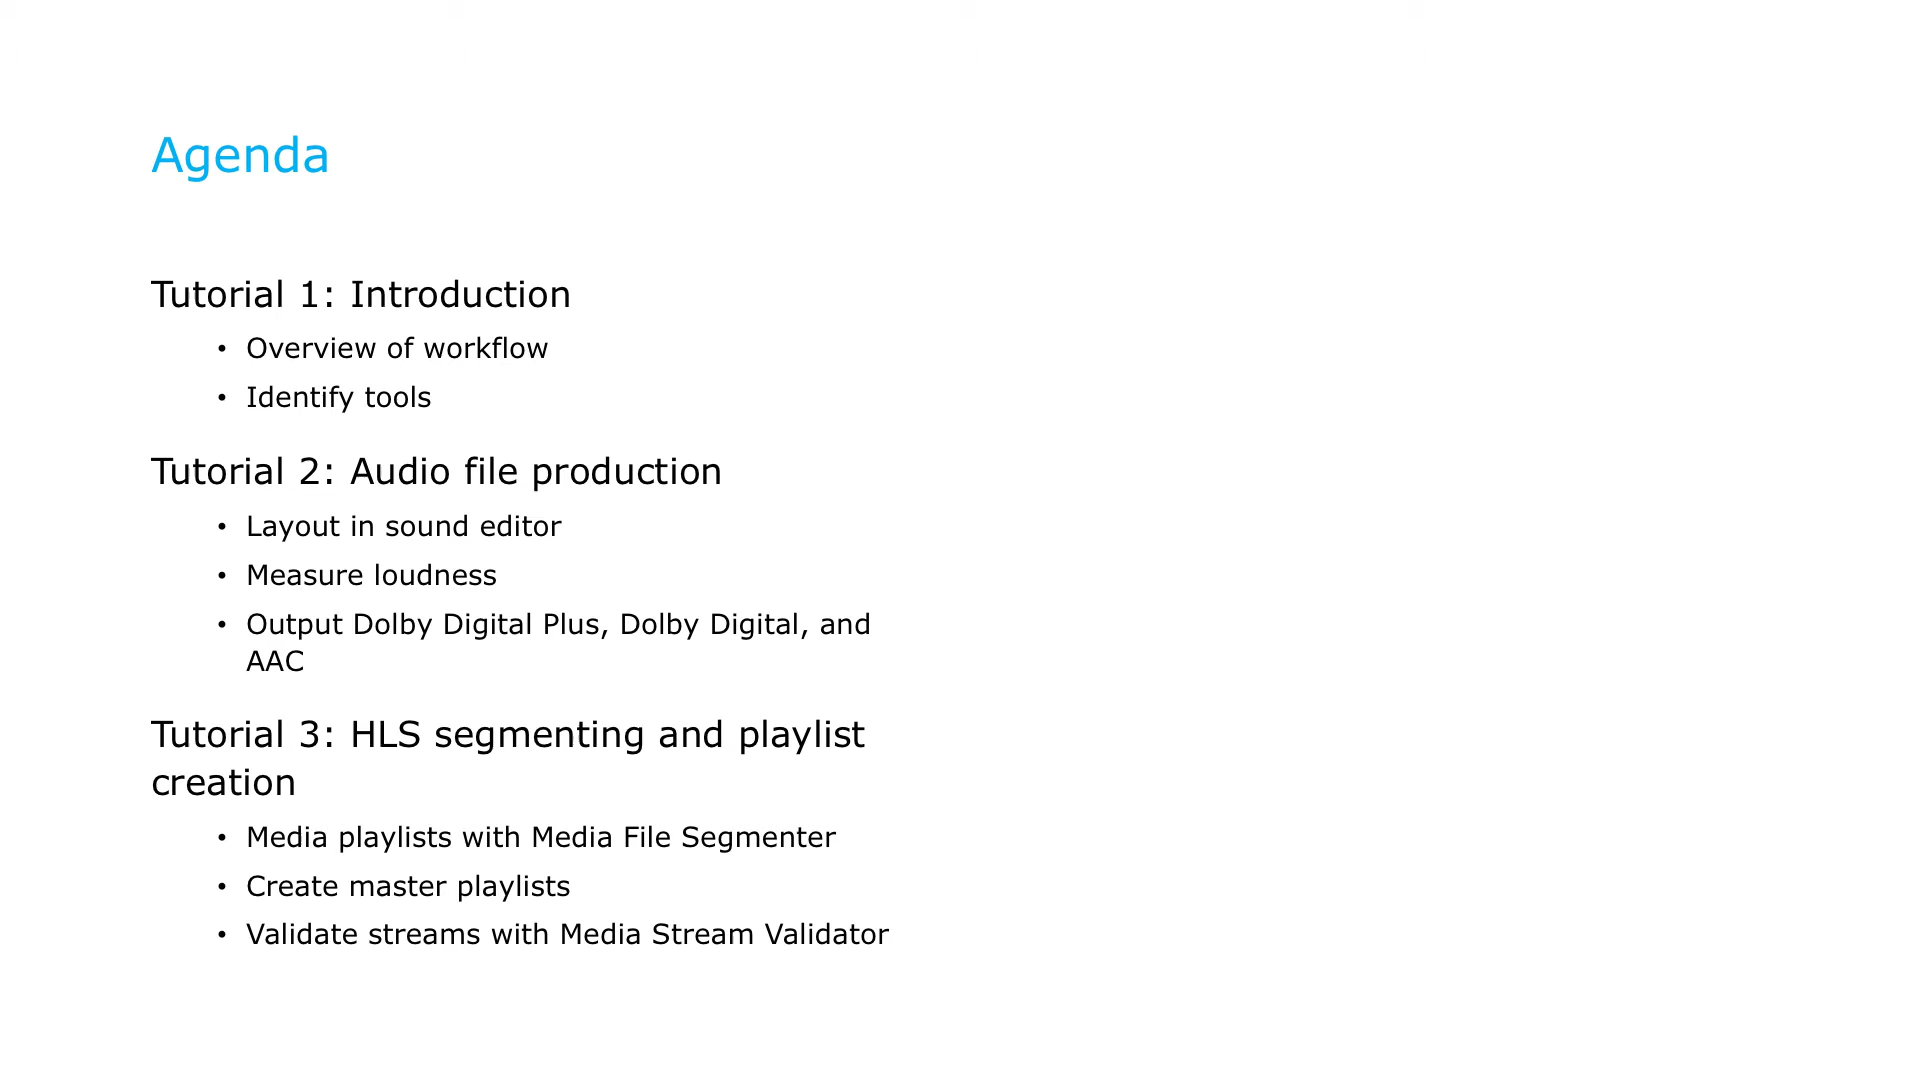 Agenda
Tutorial 1: Introduction
• Overview of workflow
• Identify tools
Tutorial 2: Audio file production
• Layout in sound editor
• Measure loudness
• Output Dolby Digital Plus, Dolby Digital, and
AAC
Tutorial 3: HLS segmenting and playlist
creation
• Media playlists with Media File Segmenter
• Create master playlists
• Validate streams with Media Stream Validator